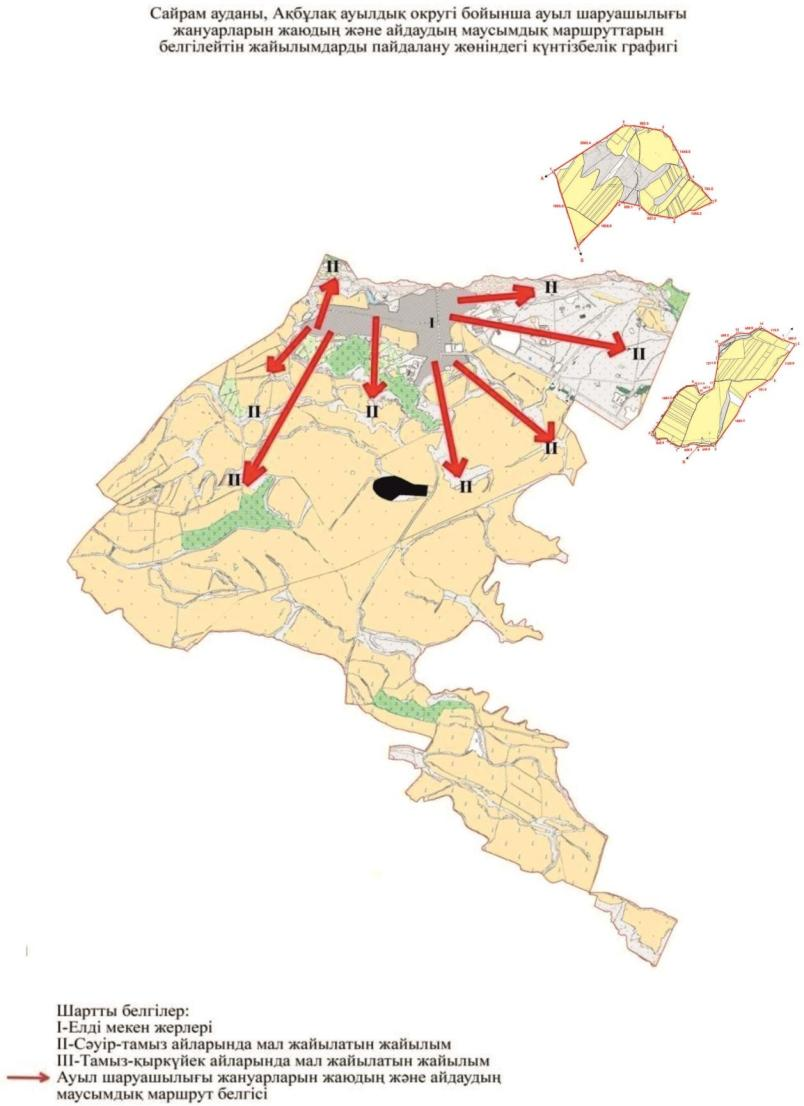 Сайрам ауданы, Ақбұлақ ауылдық округі бойынша ауыл шаруашылығы
жануарларын жаюдың және айдаудың маусымдық маршруттарын
белгілейтін жайылымдарды пайдалану жөніндегі күнтізбелік графигі
II
II
I
II
II
II
II
II
II
Шартты белгілер:
I-Елді мекен жерлері
II-Сәуір-тамыз айларында мал жайылатын жайылым
III-Тамыз-қыркүйек айларында мал жайылатын жайылым
Ауыл шаруашылығы жануарларын жаюдың және айдаудың
маусымдық маршрут белгісі